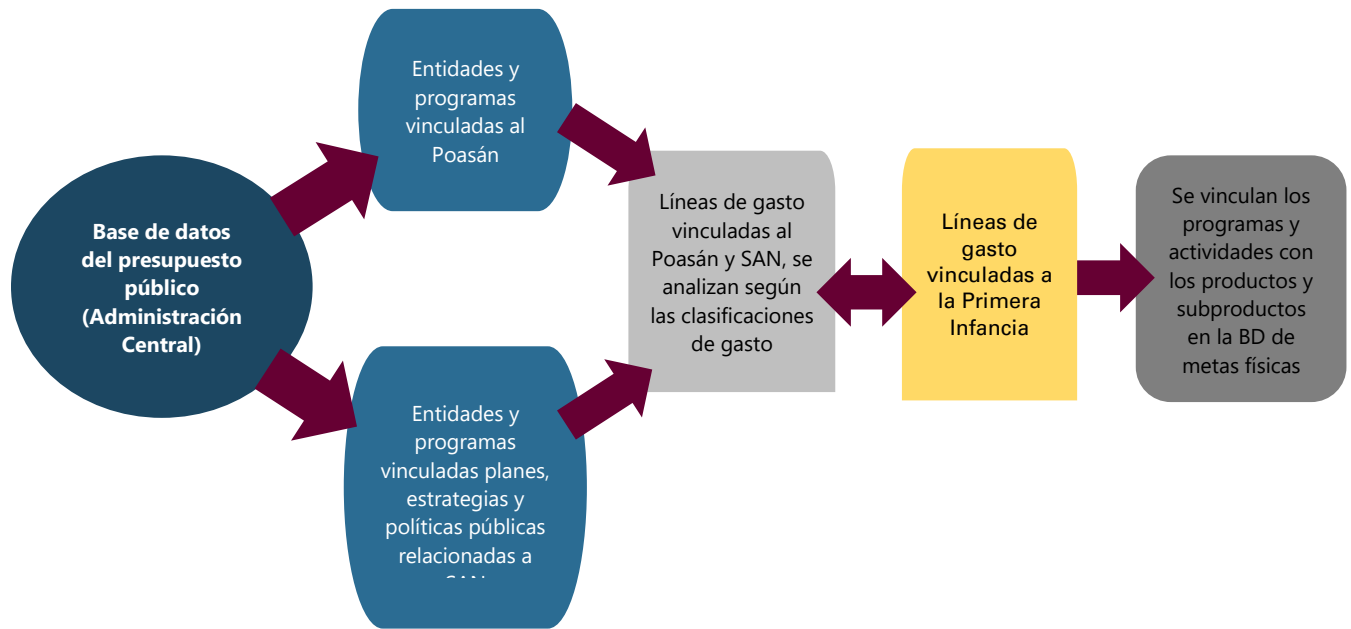 Base de datos
del presupuesto
público
(Administración
Central)
Entidades y
programas
vinculadas al
Poasán
Entidades y
programas
vinculadas planes,
estrategias y
políticas públicas
relacionadas a
Líneas de gasto
vinculadas al
Poasán y SAN, se
analizan según
las clasificaciones
de gasto
Líneas de
gasto
vinculadas a
la Primera
Infancia
Se vinculan los
programas y
actividades con
los productos y
subproductos
en la BD de
metas físicas